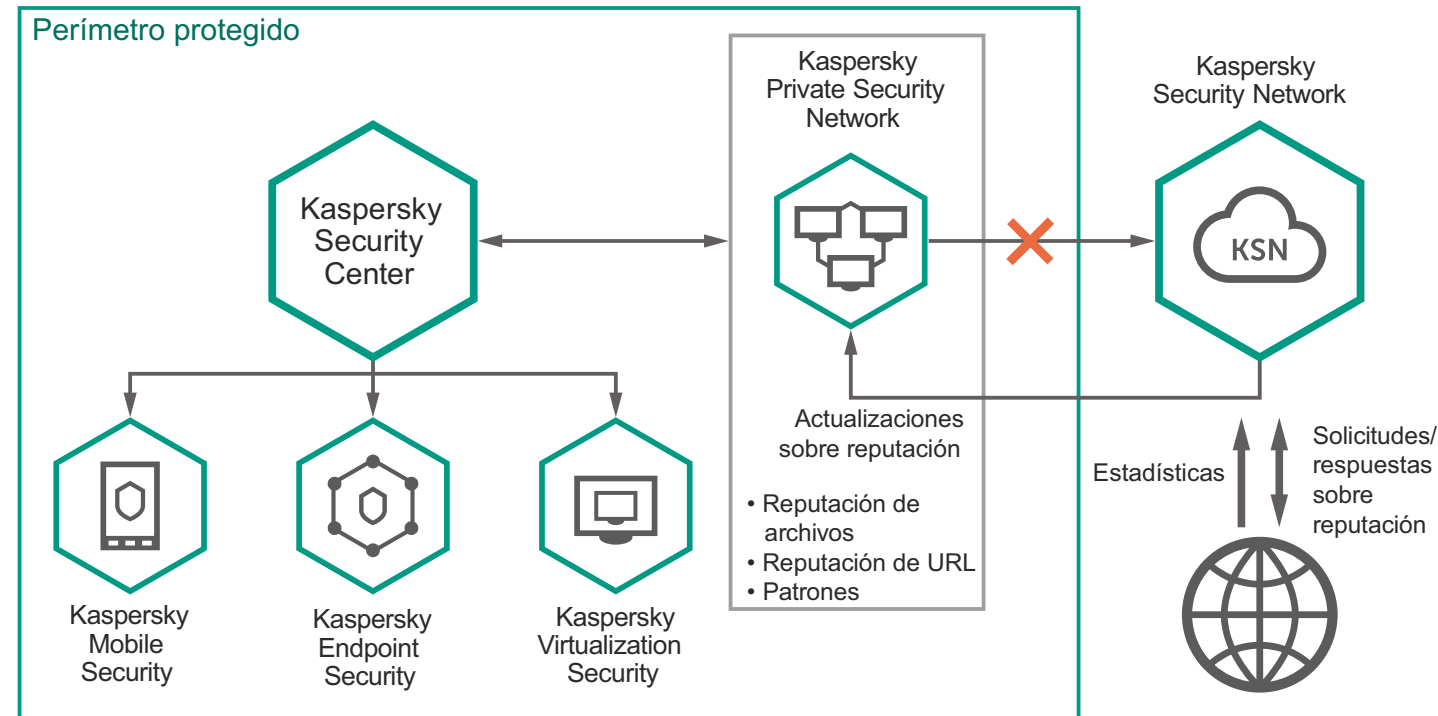 Perímetro protegido
Kaspersky
Private Security
Network
Kaspersky
Security Network
Kaspersky
Security
Center
KSN
Actualizaciones
sobre reputación
• Reputación de
archivos
• Reputación de URL
• Patrones
Estadísticas
Solicitudes/
respuestas
sobre
reputación
Kaspersky
Mobile
Security
Kaspersky
Endpoint
Security
Kaspersky
Virtualization
Security